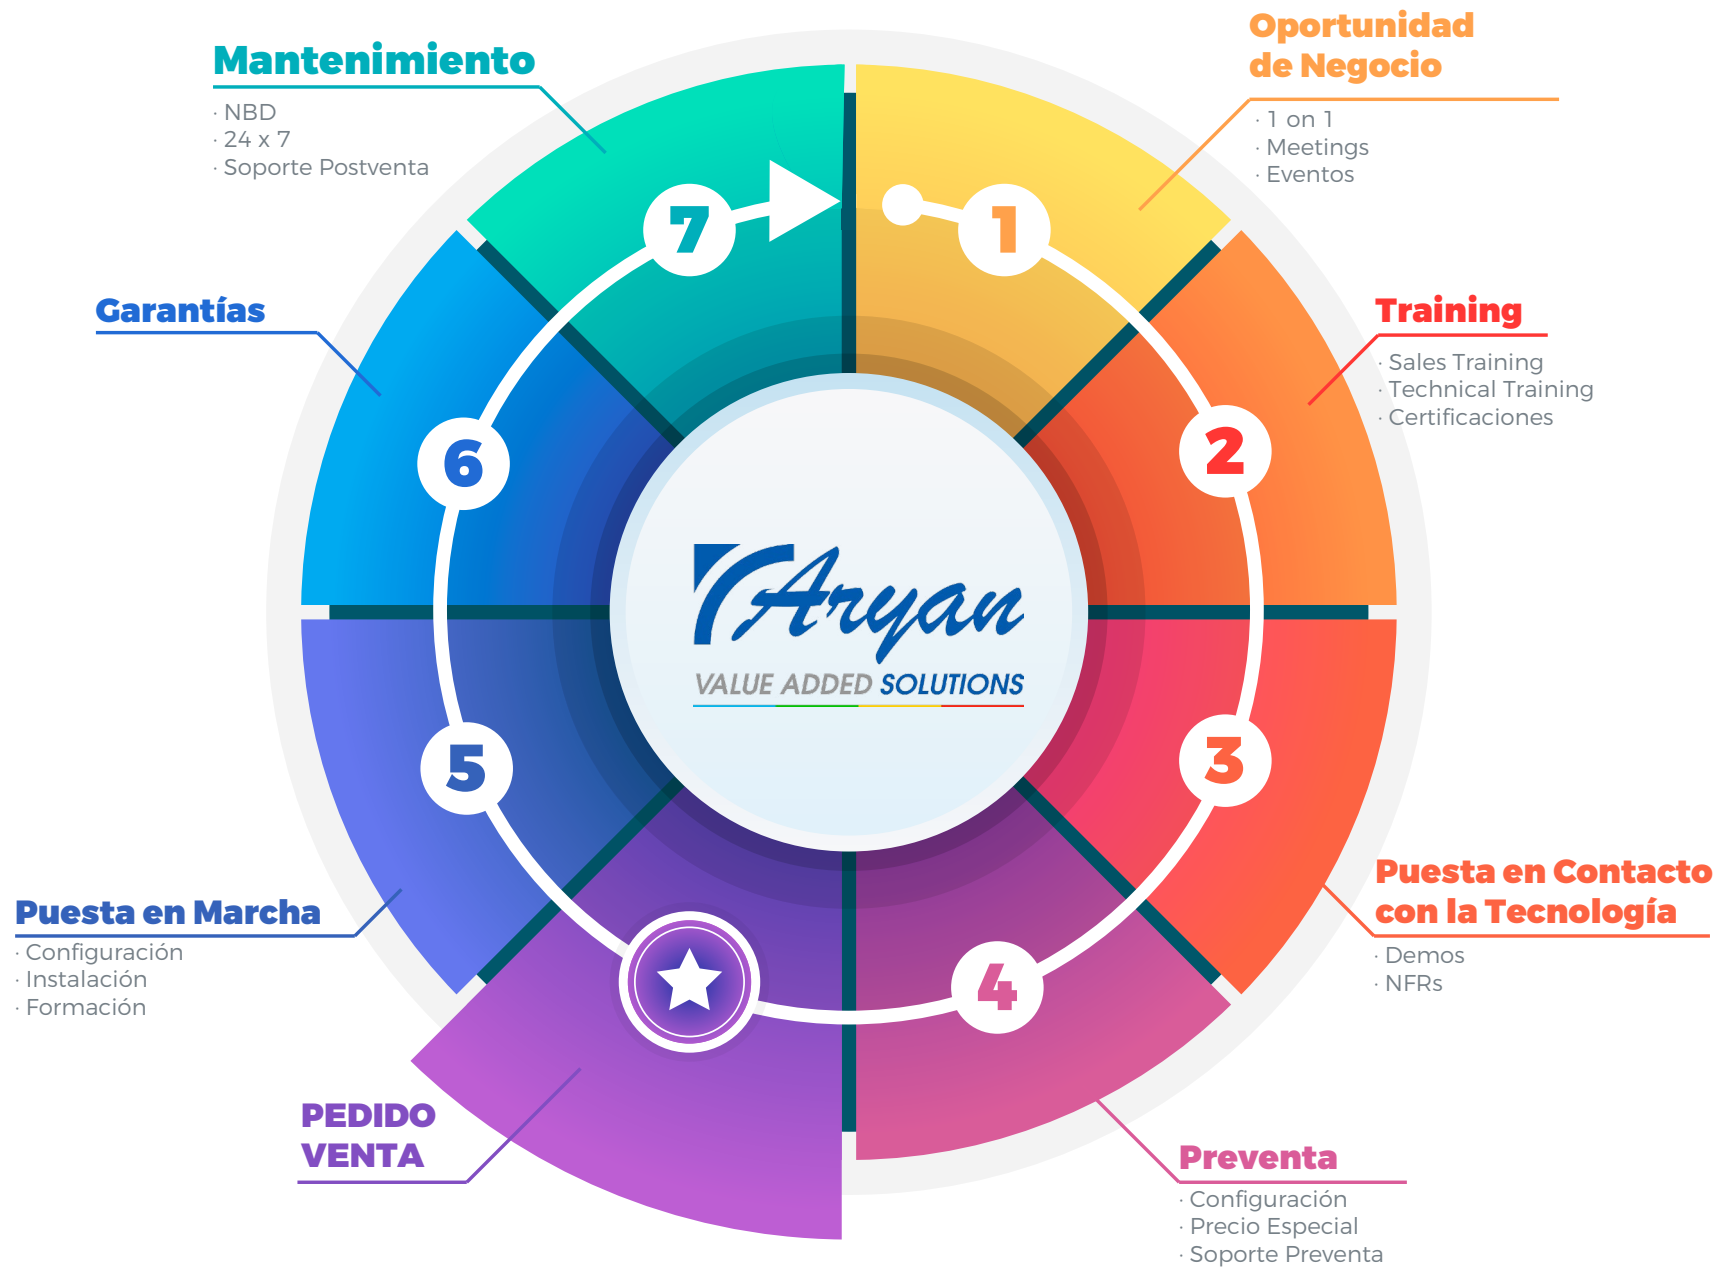 Oportunidad
de Negocio
· 1 on 1
· Meetings
· Eventos
1
Training
· Sales Training
· Technical Training
· Certificaciones
2
Puesta en Contacto
con la Tecnología
· Demos
· NFRs
3
Preventa
· Configuración
· Precio Especial
· Soporte Preventa
4
PEDIDO
VENTA
Puesta en Marcha
· Configuración
· Instalación
· Formación
5
Garantías
6
Mantenimiento
· NBD
· 24 x 7
· Soporte Postventa
7
Aryan
VALUE ADDED SOLUTIONS